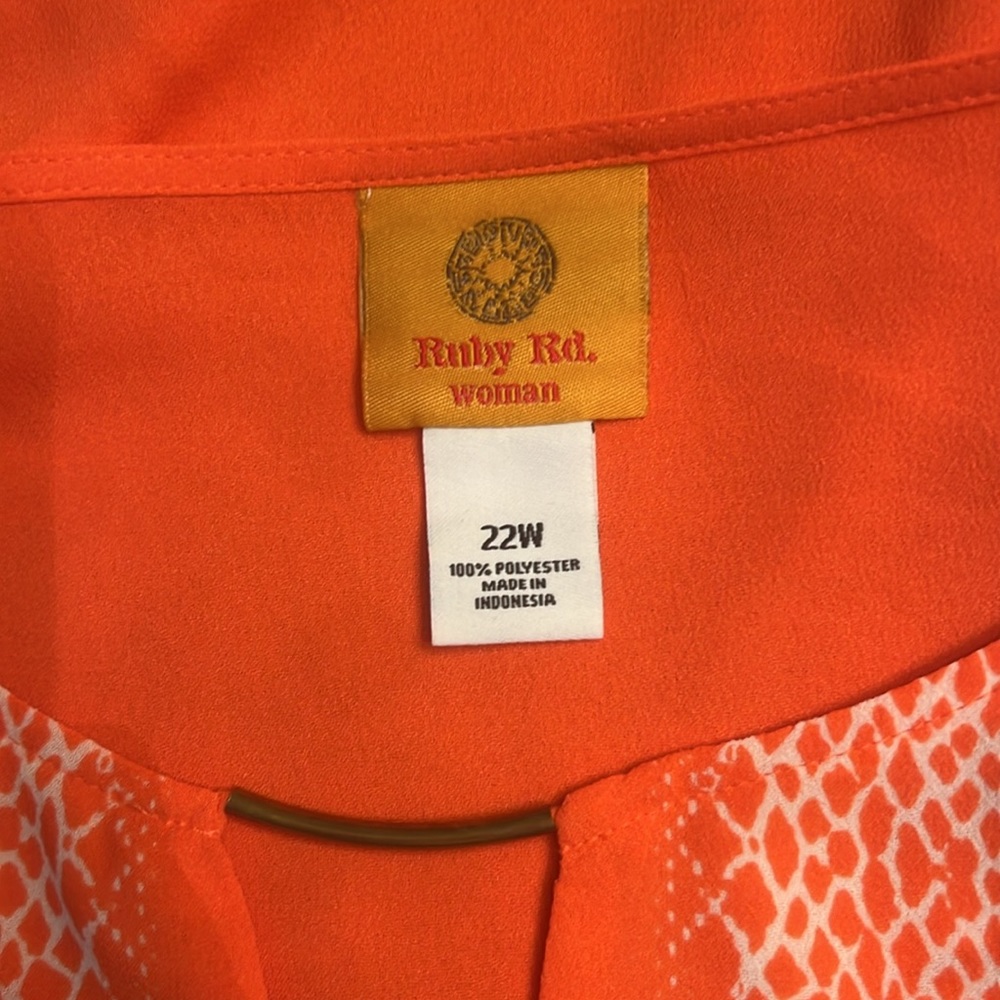 Ruby Rd.
woman
22W
100% POLYESTER
MADE IN
INDONESIA